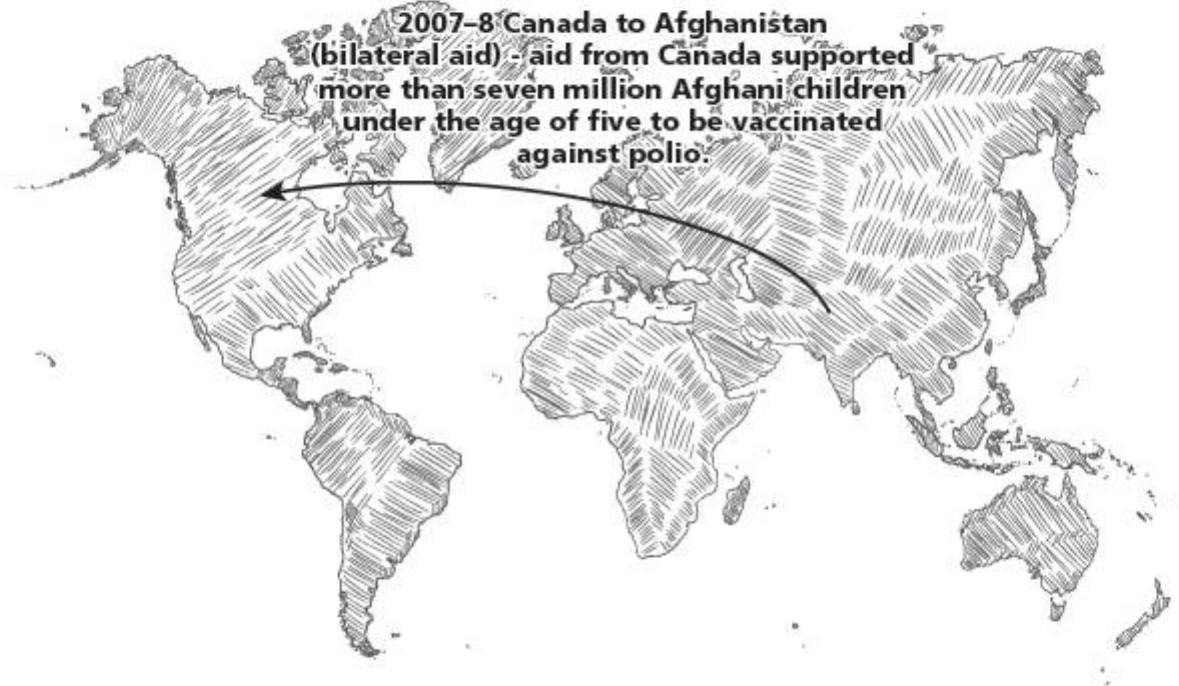 2007–8 Canada to Afghanistan
(bilateral aid) - aid from Canada supported
more than seven million Afghani children
under the age of five to be vaccinated
against polio.